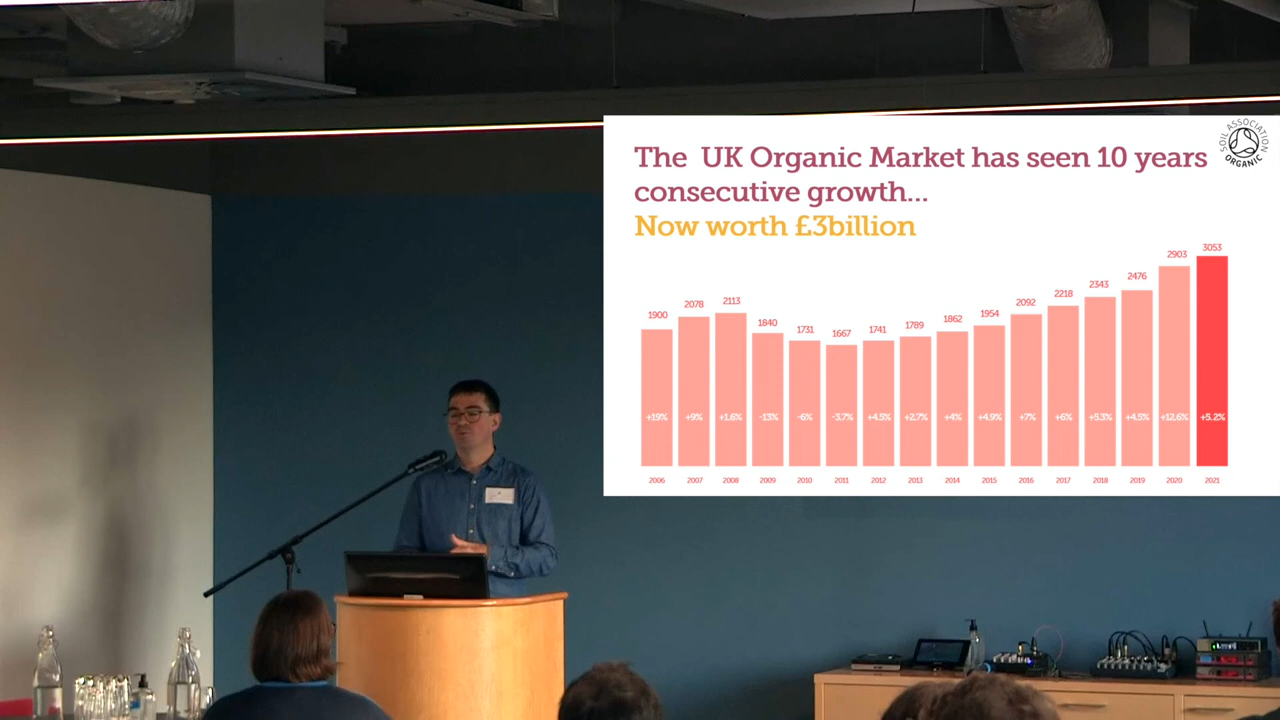 The UK Organic Market has seen 10 years
consecutive growth...
Now worth £3billion
SOIL ASSOCIATION
ORGANIC
1900 2078 2113 1840 1731 1667 1741 1789 1862 1954 2092 2218 2343 2476 2903 3053
+19% +9% +1.6% -13% -6% -3.7% +4.5% +2.7% +4% +4.9% +7% +6% +5.3% +4.5% +12.6% +5.2%
2006 2007 2008 2009 2010 2011 2012 2013 2014 2015 2016 2017 2018 2019 2020 2021